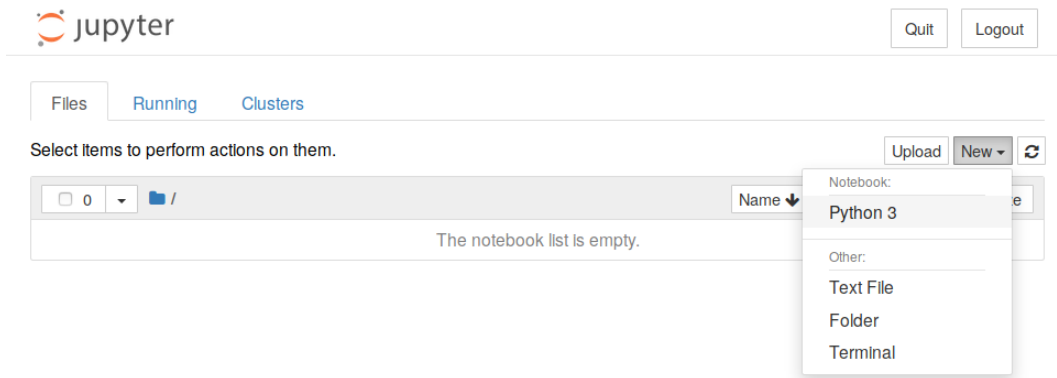 jupyter
Quit Logout
Files Running Clusters
Select items to perform actions on them.
Upload New
0 / Name
Notebook:
Python 3
The notebook list is empty.
Other:
Text File
Folder
Terminal